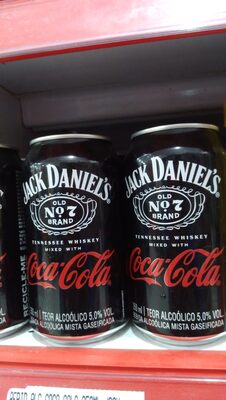 JACK DANIEL'S
OLD
Nº 7
BRAND
TENNESSEE WHISKEY
MIXED WITH
Coca-Cola
TEOR ALCOÓLICO 5.0% VOL.
ALCOÓLICA MISTA GASEIFICADA
RECYCLE-ME
JACK DANIEL'S
OLD
Nº 7
BRAND
TENNESSEE WHISKEY
MIXED WITH
Coca-Cola
TEOR ALCOÓLICO 5.0% VOL.
BEBIDA ALCOÓLICA MISTA GASEIFICADA